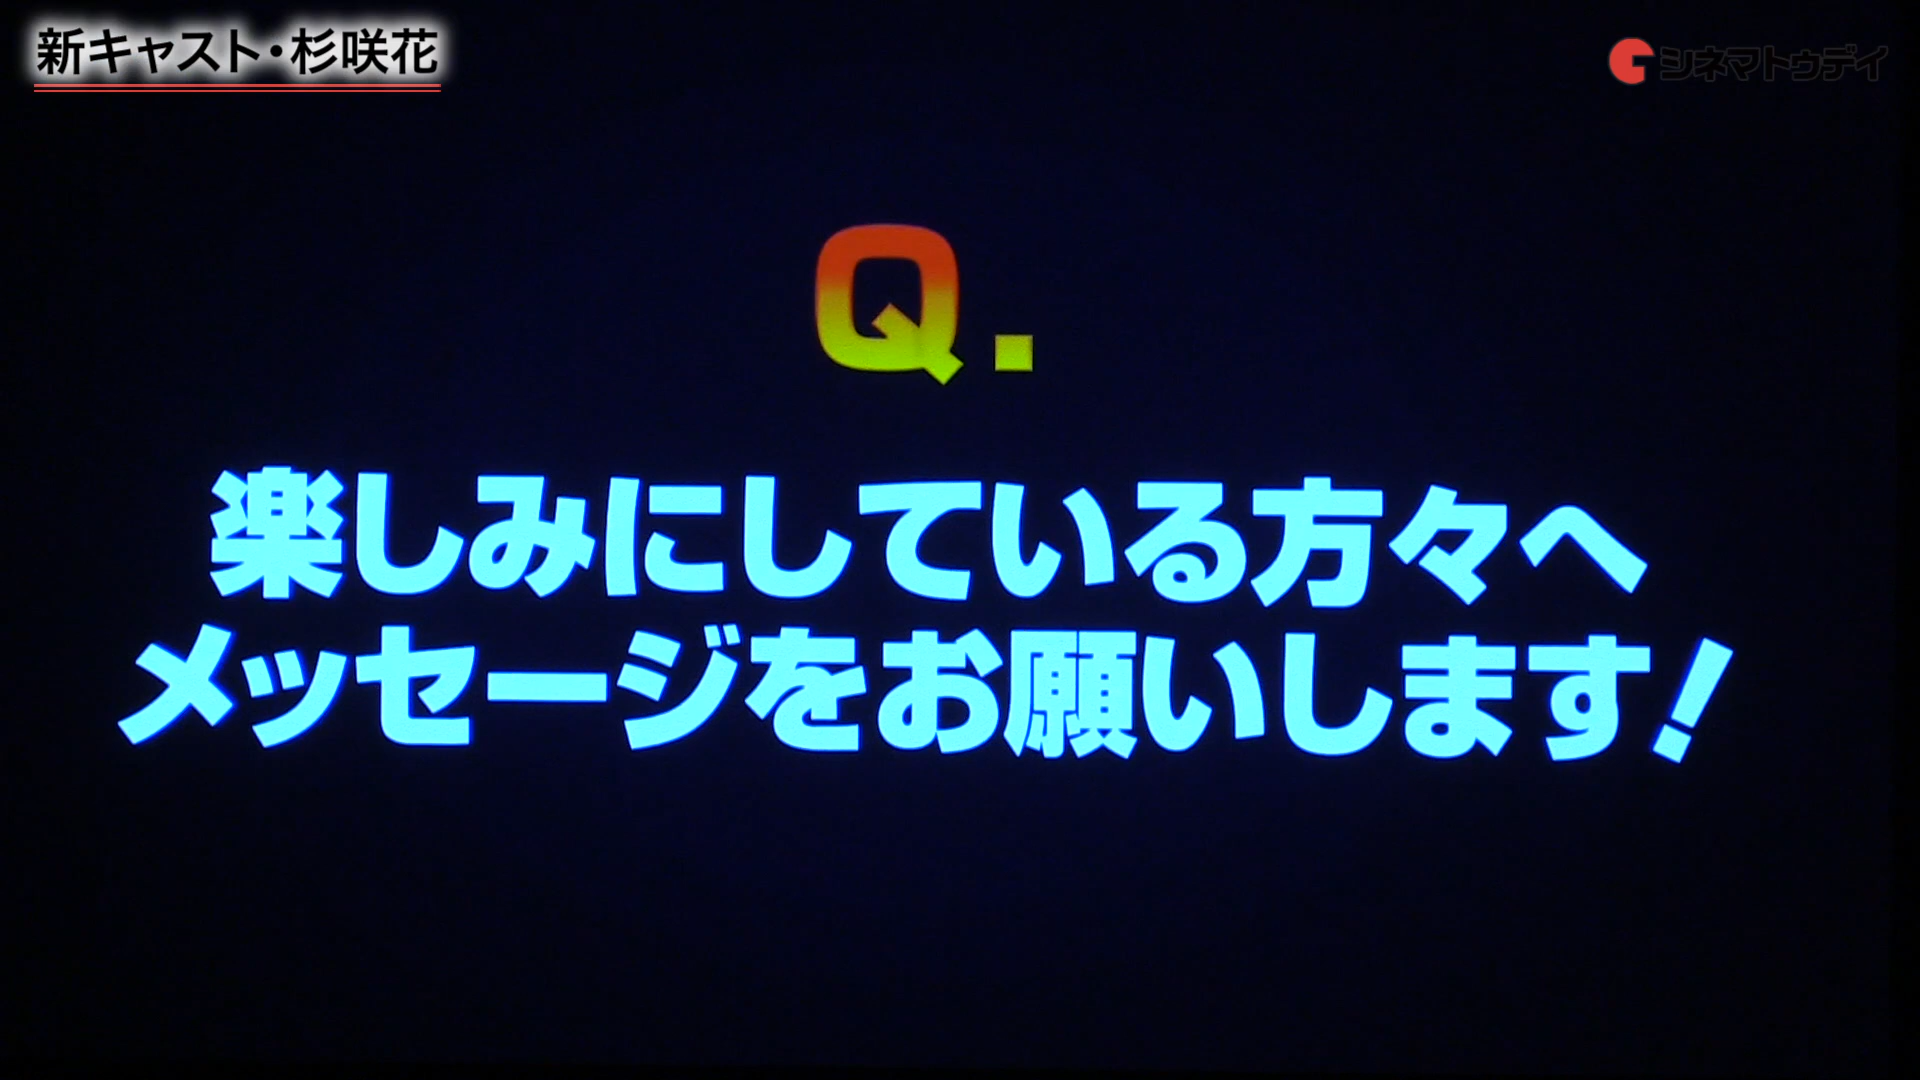 新キャスト・杉咲花
シネマトゥデイ
Q.
楽しみにしている方々へ
メッセージをお願いします!